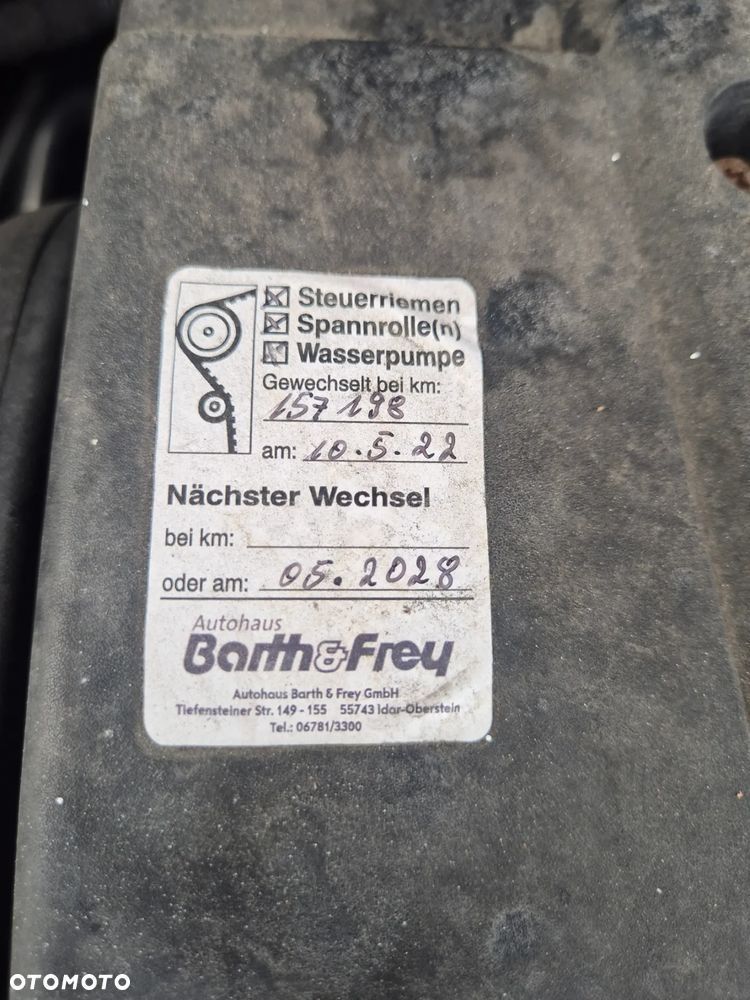 Steuerriemen
Spannrolle(n)
Wasserpumpe
Gewechselt bei km:
157198
am: 10.5.22
Nächster Wechsel
bei km:
oder am: 05.2028
Autohaus
Barth&Frey
Autohaus Barth & Frey GmbH
Tiefensteiner Str. 149 - 155 55743 Idar-Oberstein
Tel.: 06781/3300
OTOMOTO